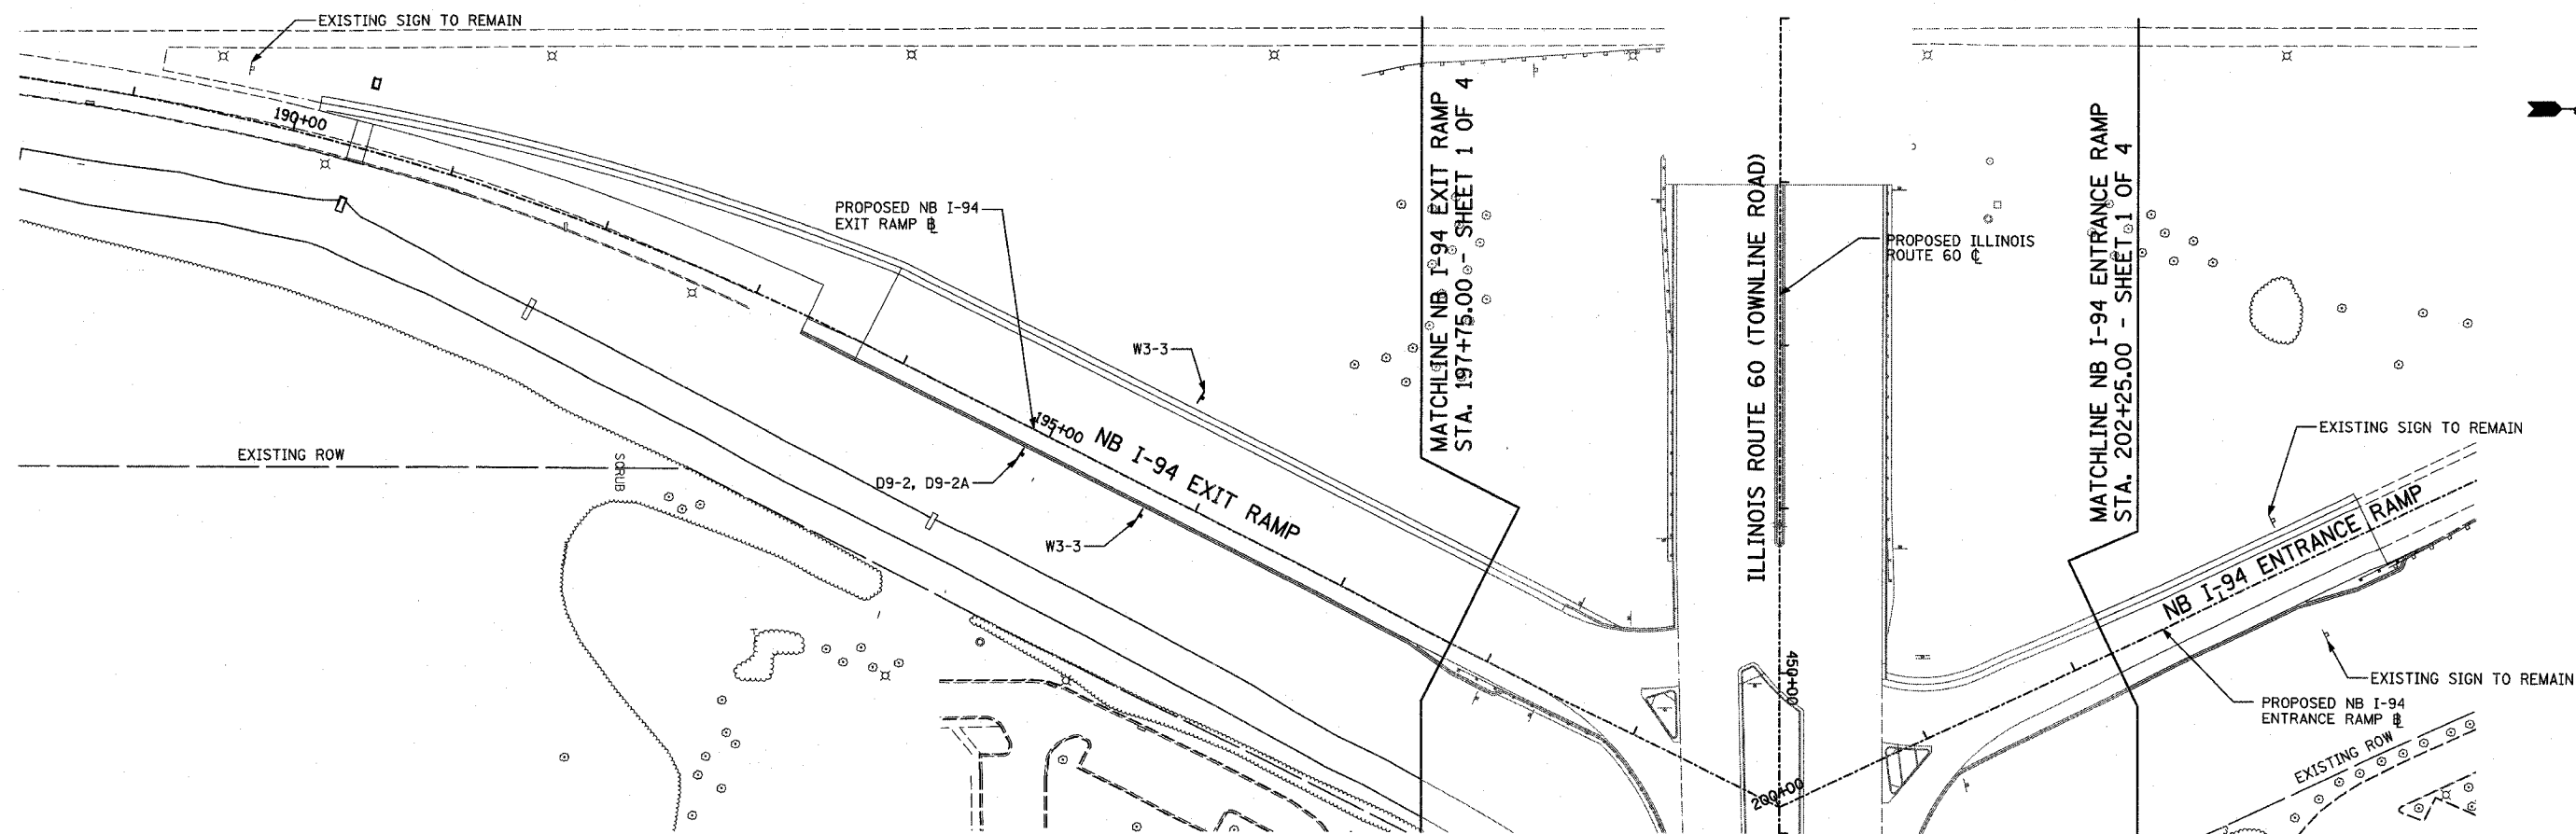 EXISTING SIGN TO REMAIN
190+00
PROPOSED NB I-94
EXIT RAMP ⅊
W3-3
195+00
NB I-94 EXIT RAMP
D9-2, D9-2A
W3-3
EXISTING ROW
SCRUB
MATCHLINE NB I-94 EXIT RAMP
STA. 197+75.00 - SHEET 1 OF 4
ILLINOIS ROUTE 60 (TOWNLINE ROAD)
PROPOSED ILLINOIS
ROUTE 60 ℄
450+00
200+00
MATCHLINE NB I-94 ENTRANCE RAMP
STA. 202+25.00 - SHEET 1 OF 4
EXISTING SIGN TO REMAIN
NB I-94 ENTRANCE RAMP
EXISTING SIGN TO REMAIN
PROPOSED NB I-94
ENTRANCE RAMP
EXISTING ROW